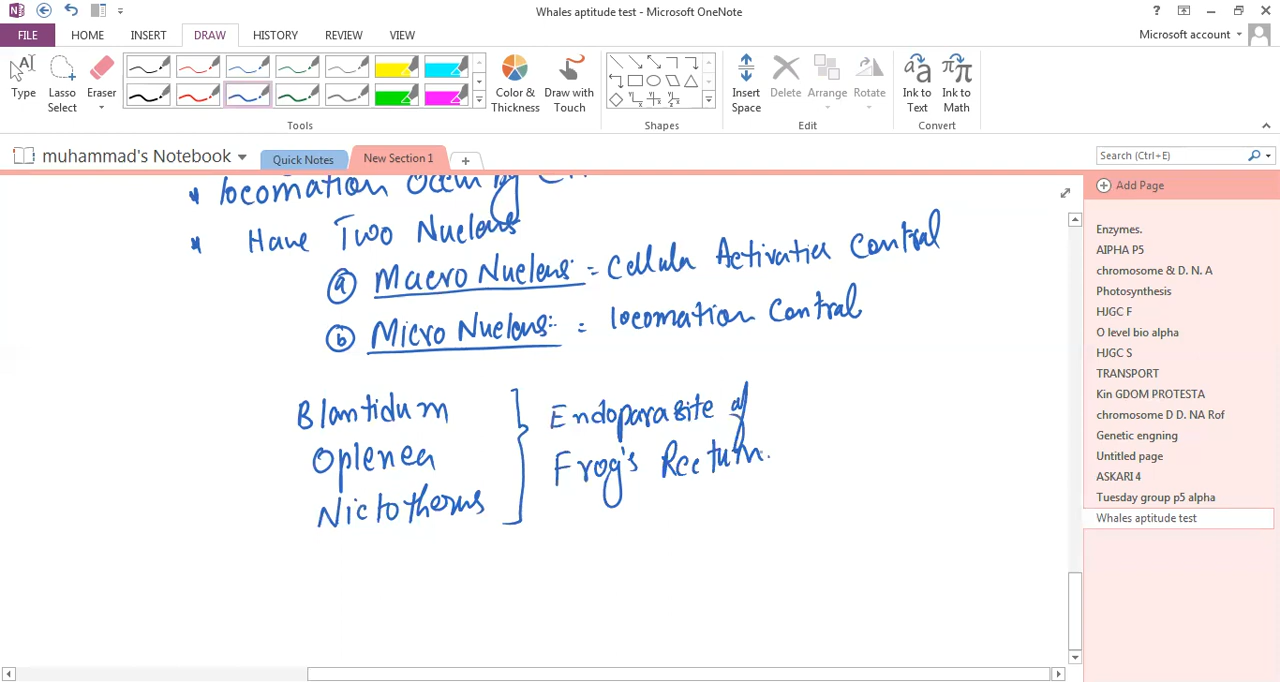 Whales aptitude test - Microsoft OneNote
FILE HOME INSERT DRAW HISTORY REVIEW VIEW
Microsoft account
Type
Lasso Select
Eraser
Color & Thickness
Draw with Touch
Insert Space
Delete
Arrange
Rotate
Ink to Text
Ink to Math
Tools
Shapes
Edit
Convert
muhammad's Notebook
Quick Notes
New Section 1
Search (Ctrl+E)
Add Page
locomation Occur by
Have Two Nucleus
a Macro Nucleus: = Cellular Activaties Control
b Micro Nucleus: = locomation Control
Blantidum
Oplenea
Nictotherus
Endoparasite of
Frog's Rectum.
Enzymes.
AlPHA P5
chromosome & D. N. A
Photosynthesis
HJGC F
O level bio alpha
HJGC S
TRANSPORT
Kin GDOM PROTESTA
chromosome D D. NA Rof
Genetic engning
Untitled page
ASKARI 4
Tuesday group p5 alpha
Whales aptitude test